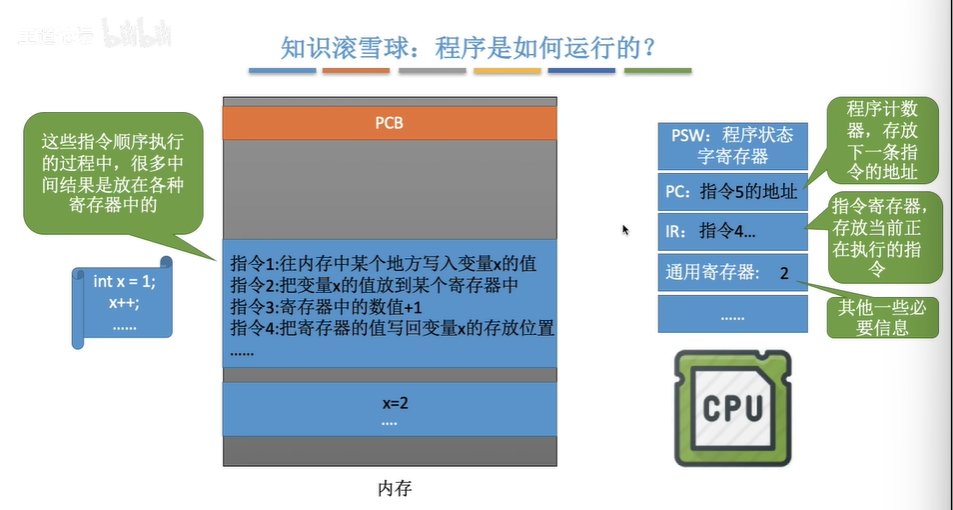 王道论坛 bilibili
知识滚雪球：程序是如何运行的？
这些指令顺序执行
的过程中，很多中
间结果是放在各种
寄存器中的
int x = 1;
x++;
……
PCB
指令1:往内存中某个地方写入变量x的值
指令2:把变量x的值放到某个寄存器中
指令3:寄存器中的数值+1
指令4:把寄存器的值写回变量x的存放位置
……
x=2
....
内存
PSW：程序状态
字寄存器
PC：指令5的地址
IR： 指令4...
通用寄存器： 2
……
程序计数
器，存放
下一条指
令的地址
指令寄存器，
存放当前正
在执行的指
令
其他一些必
要信息
CPU